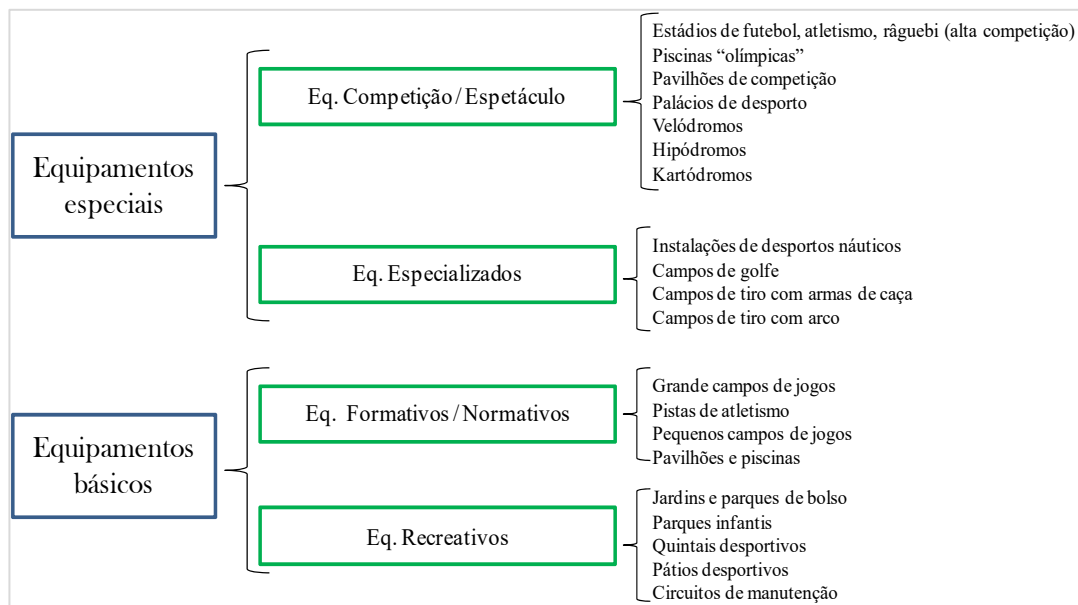 Equipamentos
especiais
Eq. Competição / Espetáculo
Estádios de futebol, atletismo, râguebi (alta competição)
Piscinas “olímpicas”
Pavilhões de competição
Palácios de desporto
Velódromos
Hipódromos
Kartódromos
Eq. Especializados
Instalações de desportos náuticos
Campos de golfe
Campos de tiro com armas de caça
Campos de tiro com arco
Equipamentos
básicos
Eq. Formativos / Normativos
Grande campos de jogos
Pistas de atletismo
Pequenos campos de jogos
Pavilhões e piscinas
Eq. Recreativos
Jardins e parques de bolso
Parques infantis
Quintais desportivos
Pátios desportivos
Circuitos de manutenção